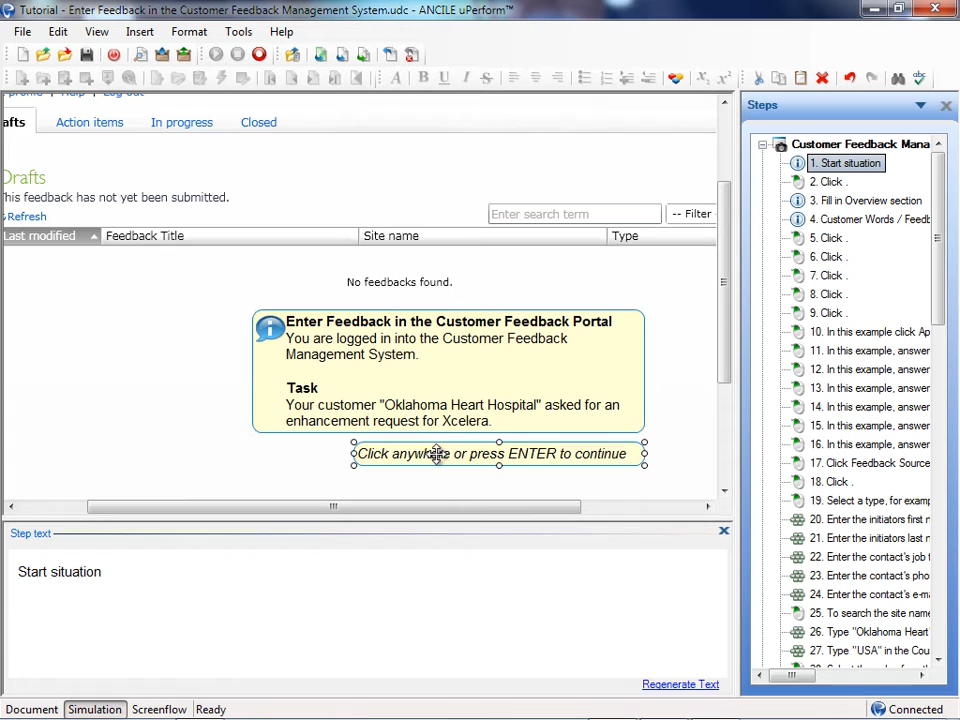 Tutorial - Enter Feedback in the Customer Feedback Management System.udc - ANCILE uPerform™
File Edit View Insert Format Tools Help
profile Help Log out
afts Action items In progress Closed
Drafts
This feedback has not yet been submitted.
Refresh
Enter search term
-- Filter
Last modified Feedback Title Site name Type
No feedbacks found.
Enter Feedback in the Customer Feedback Portal
You are logged in into the Customer Feedback
Management System.
Task
Your customer "Oklahoma Heart Hospital" asked for an
enhancement request for Xcelera.
Click anywhere or press ENTER to continue
Step text
Start situation
Regenerate Text
Steps
Customer Feedback Mana
1. Start situation
2. Click .
3. Fill in Overview section
4. Customer Words / Feedb
5. Click .
6. Click .
7. Click .
8. Click .
9. Click .
10. In this example click Ap
11. In this example, answer
12. In this example, answer
13. In this example, answer
14. In this example, answer
15. In this example, answer
16. In this example, answer
17. Click Feedback Source
18. Click .
19. Select a type, for examp
20. Enter the initiators first n
21. Enter the initiators last n
22. Enter the contact's job t
23. Enter the contact's pho
24. Enter the contact's e-ma
25. To search the site name
26. Type "Oklahoma Heart'
27. Type "USA" in the Cou
Document Simulation Screenflow Ready Connected